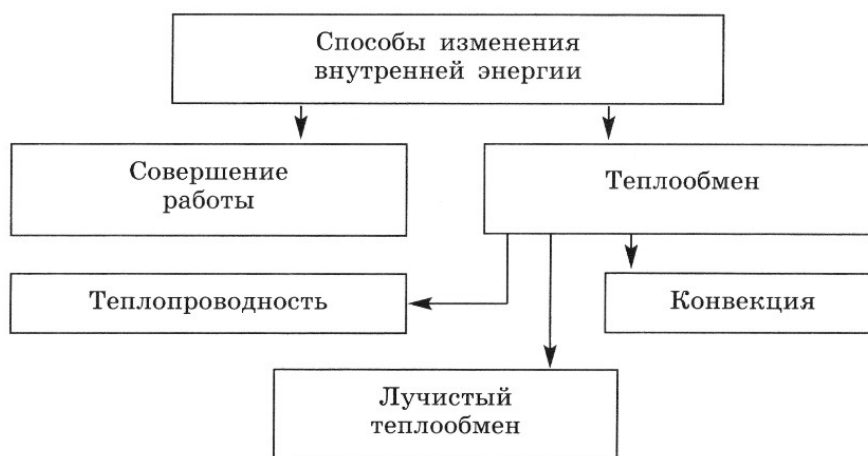 Способы изменения
внутренней энергии
Совершение
работы
Теплообмен
Теплопроводность
Конвекция
Лучистый
теплообмен